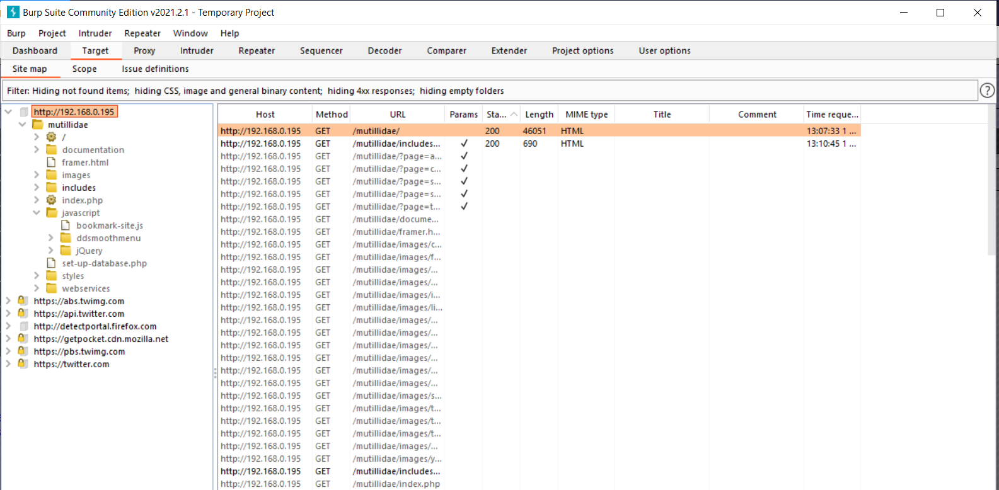 Burp Suite Community Edition v2021.2.1 - Temporary Project
Burp Project Intruder Repeater Window Help
Dashboard Target Proxy Intruder Repeater Sequencer Decoder Comparer Extender Project options User options
Site map Scope Issue definitions
Filter: Hiding not found items; hiding CSS, image and general binary content; hiding 4xx responses; hiding empty folders
?
http://192.168.0.195
mutillidae
/
documentation
framer.html
images
includes
index.php
javascript
bookmark-site.js
ddsmoothmenu
jQuery
set-up-database.php
styles
webservices
https://abs.twimg.com
https://api.twitter.com
http://detectportal.firefox.com
https://getpocket.cdn.mozilla.net
https://pbs.twimg.com
https://twitter.com
Host Method URL Params Sta... Length MIME type Title Comment Time reque...
http://192.168.0.195 GET /mutillidae/ 200 46051 HTML 13:07:33 1 ...
http://192.168.0.195 GET /mutillidae/includes... ✓ 200 690 HTML 13:10:45 1 ...
http://192.168.0.195 GET /mutillidae/?page=a... ✓
http://192.168.0.195 GET /mutillidae/?page=c... ✓
http://192.168.0.195 GET /mutillidae/?page=s... ✓
http://192.168.0.195 GET /mutillidae/?page=s... ✓
http://192.168.0.195 GET /mutillidae/?page=t... ✓
http://192.168.0.195 GET /mutillidae/docume...
http://192.168.0.195 GET /mutillidae/framer.h...
http://192.168.0.195 GET /mutillidae/images/c...
http://192.168.0.195 GET /mutillidae/images/f...
http://192.168.0.195 GET /mutillidae/images/...
http://192.168.0.195 GET /mutillidae/images/...
http://192.168.0.195 GET /mutillidae/images/i...
http://192.168.0.195 GET /mutillidae/images/li...
http://192.168.0.195 GET /mutillidae/images/...
http://192.168.0.195 GET /mutillidae/images/...
http://192.168.0.195 GET /mutillidae/images/...
http://192.168.0.195 GET /mutillidae/images/...
http://192.168.0.195 GET /mutillidae/images/...
http://192.168.0.195 GET /mutillidae/images/...
http://192.168.0.195 GET /mutillidae/images/s...
http://192.168.0.195 GET /mutillidae/images/t...
http://192.168.0.195 GET /mutillidae/images/t...
http://192.168.0.195 GET /mutillidae/images/t...
http://192.168.0.195 GET /mutillidae/images/...
http://192.168.0.195 GET /mutillidae/images/y...
http://192.168.0.195 GET /mutillidae/includes...
http://192.168.0.195 GET /mutillidae/index.php